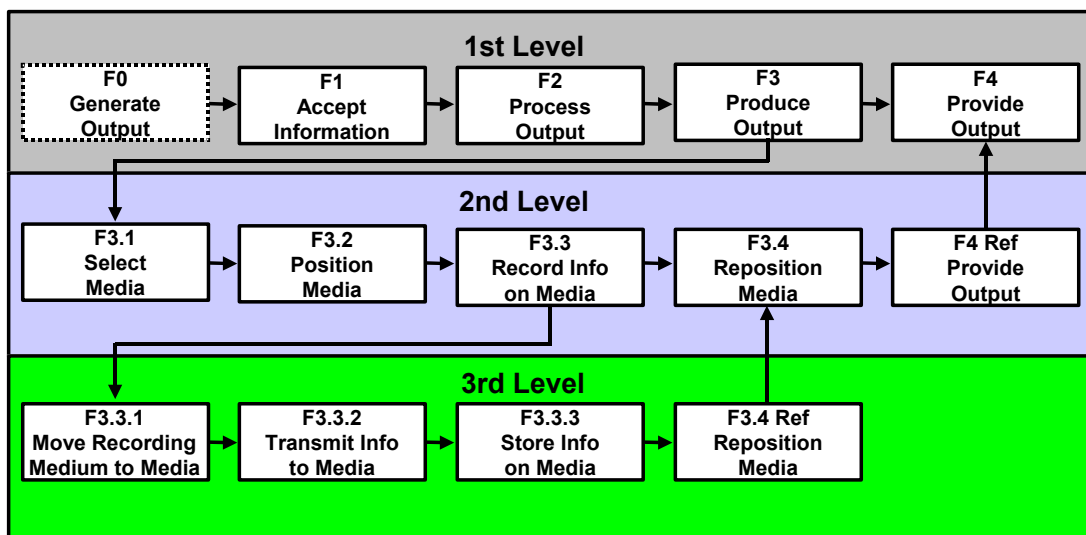 1st Level
F0
Generate
Output
F1
Accept
Information
F2
Process
Output
F3
Produce
Output
F4
Provide
Output
2nd Level
F3.1
Select
Media
F3.2
Position
Media
F3.3
Record Info
on Media
F3.4
Reposition
Media
F4 Ref
Provide
Output
3rd Level
F3.3.1
Move Recording
Medium to Media
F3.3.2
Transmit Info
to Media
F3.3.3
Store Info
on Media
F3.4 Ref
Reposition
Media